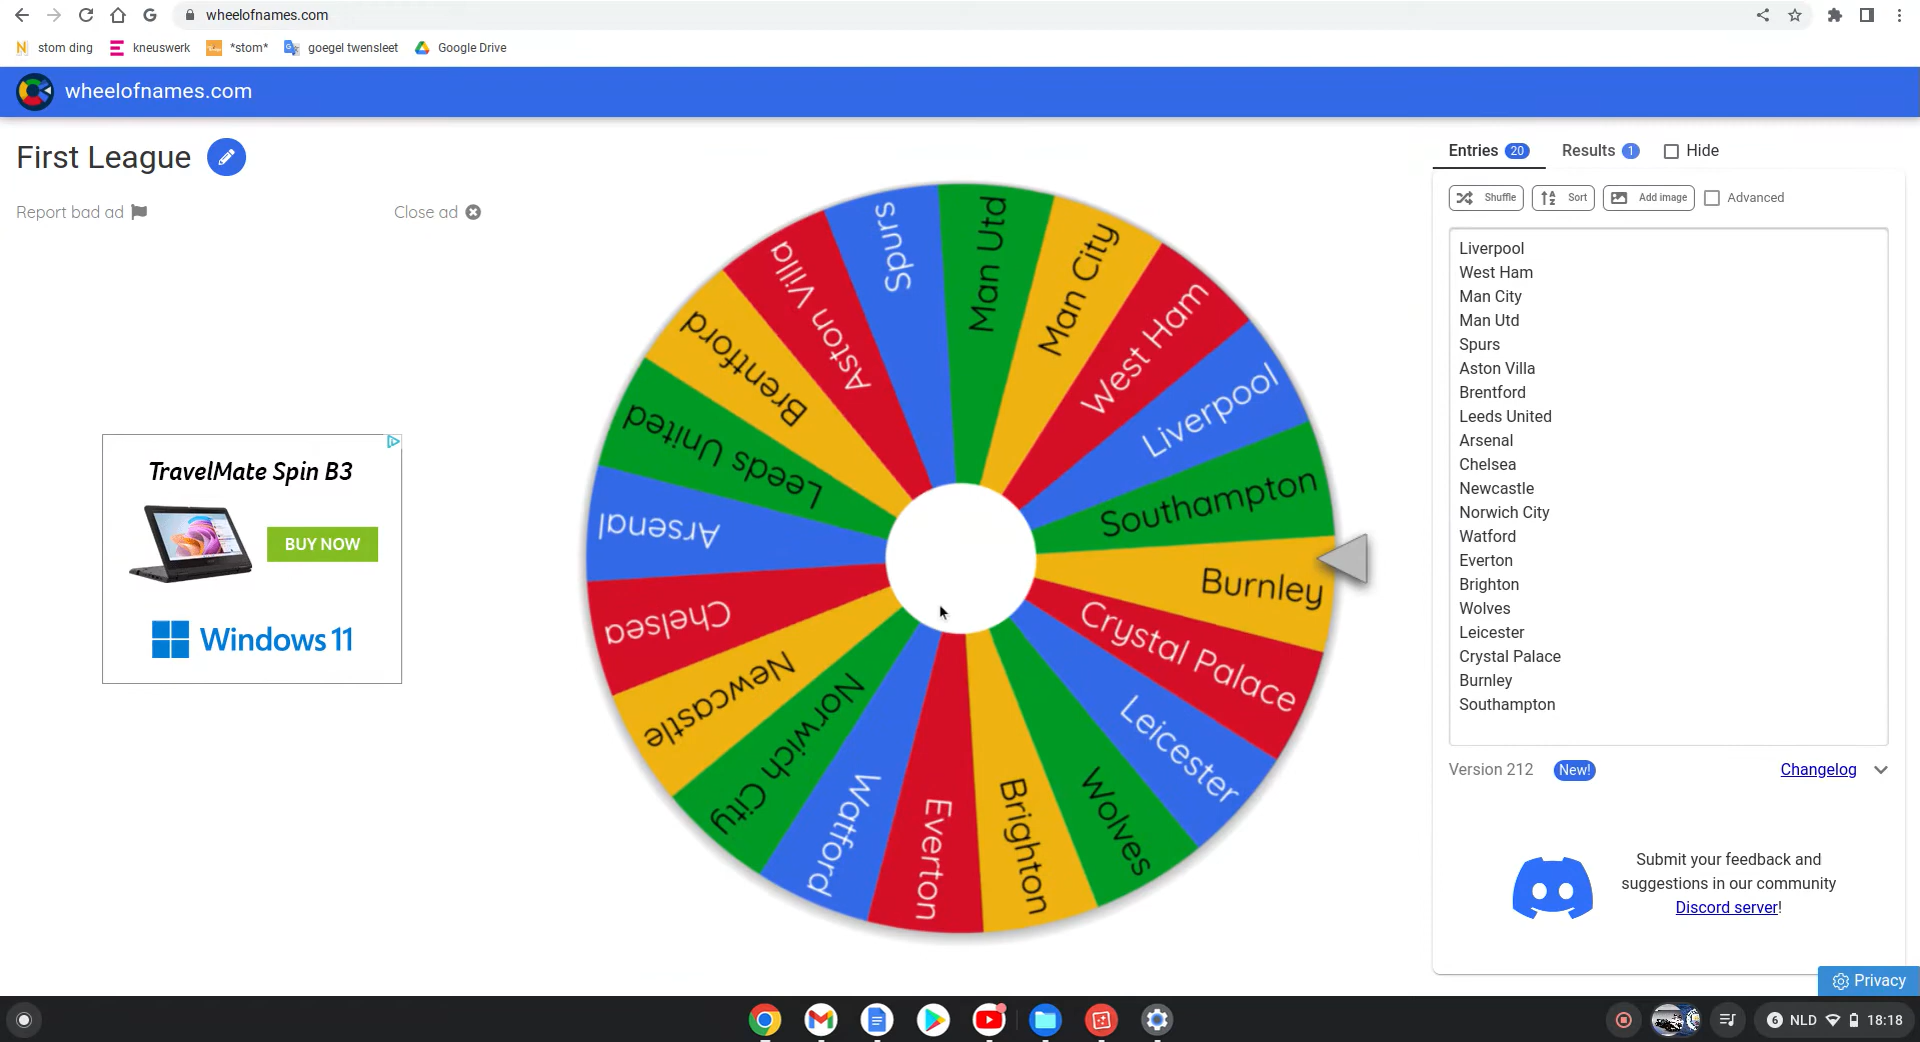 wheelofnames.com
stom ding
kneuswerk
*stom*
goegel twensleet
Google Drive
wheelofnames.com
First League
Report bad ad
Close ad
TravelMate Spin B3
BUY NOW
Windows 11
Spurs
Man Utd
Man City
West Ham
Liverpool
Southampton
Burnley
Crystal Palace
Leicester
Wolves
Brighton
Everton
Watford
Norwich City
Newcastle
Chelsea
Arsenal
Leeds United
Brentford
Aston Villa
Entries 20
Results 1
Hide
Shuffle
Sort
Add image
Advanced
Liverpool
West Ham
Man City
Man Utd
Spurs
Aston Villa
Brentford
Leeds United
Arsenal
Chelsea
Newcastle
Norwich City
Watford
Everton
Brighton
Wolves
Leicester
Crystal Palace
Burnley
Southampton
Version 212
New!
Changelog
Submit your feedback and
suggestions in our community
Discord server!
Privacy
6 NLD 18:18